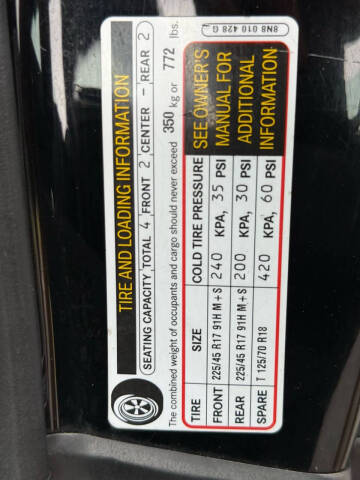 8N8 010 428 G
TIRE AND LOADING INFORMATION
SEATING CAPACITY TOTAL 4 FRONT 2 CENTER – REAR 2
The combined weight of occupants and cargo should never exceed 350 kg or 772 lbs.
TIRE SIZE COLD TIRE PRESSURE
FRONT 225/45 R17 91H M+S 240 KPA, 35 PSI
REAR 225/45 R17 91H M+S 200 KPA, 30 PSI
SPARE T 125/70 R18 420 KPA, 60 PSI
SEE OWNER'S
MANUAL FOR
ADDITIONAL
INFORMATION